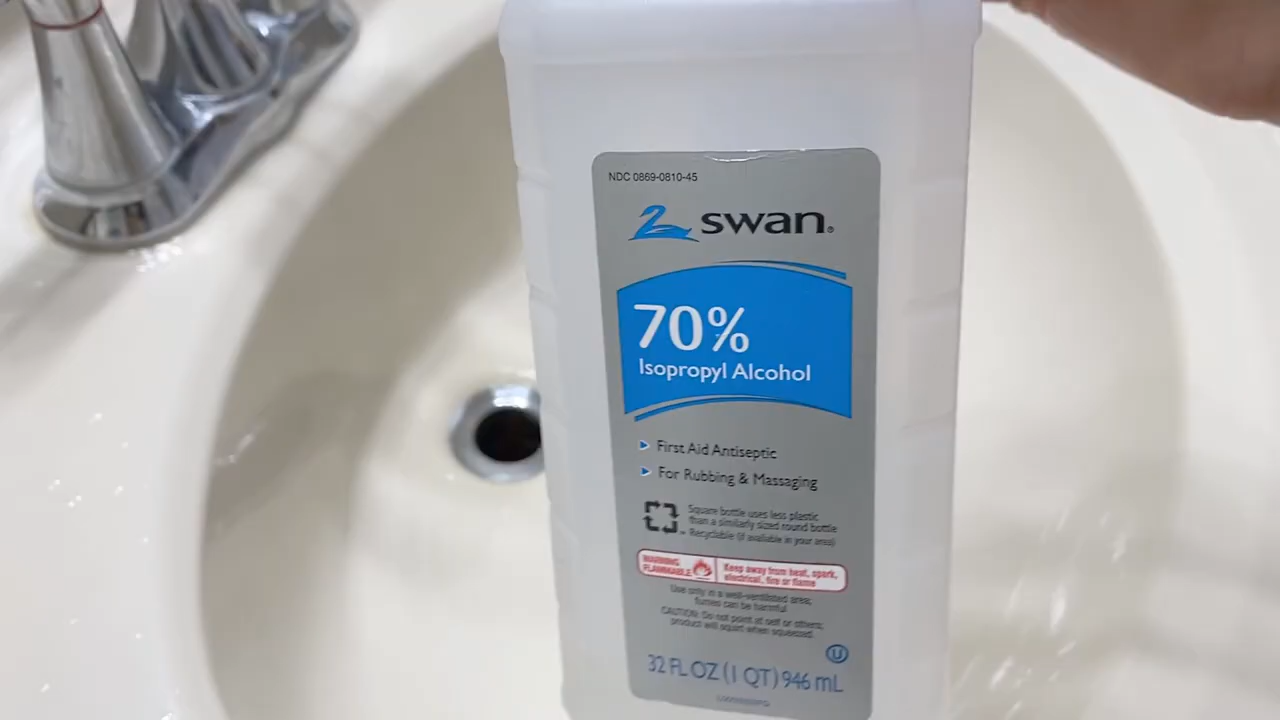 NDC 0869-0810-45
swan®
70%
Isopropyl Alcohol
First Aid Antiseptic
For Rubbing & Massaging
Square bottle uses less plastic
than a similarly sized round bottle
Recyclable (if available in your area)
WARNING
FLAMMABLE
Keep away from heat, spark,
electrical, fire or flame
Use only in a well-ventilated area;
fumes can be harmful
CAUTION: Do not point at self or others;
product will squirt when squeezed.
U
32 FL OZ (1 QT) 946 mL